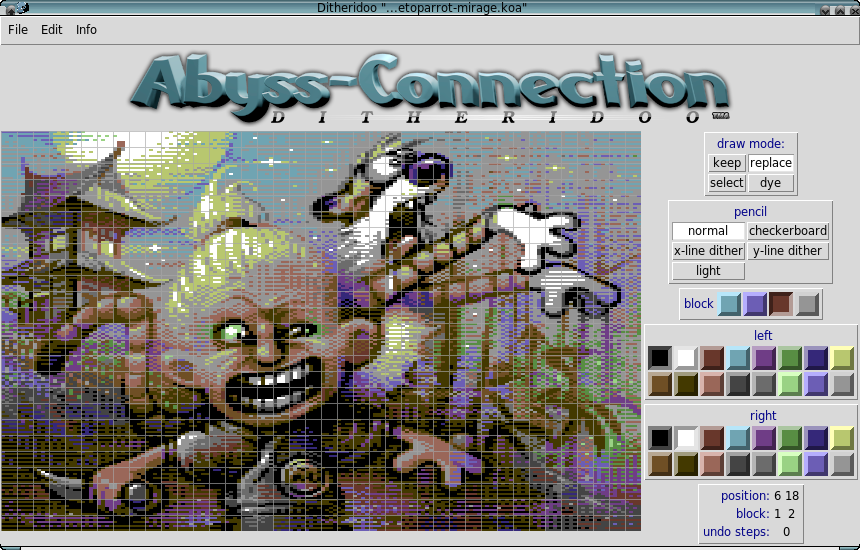 Ditheridoo "...etoparrot-mirage.koa"
File Edit Info
Abyss-Connection
DITHERIDOO
draw mode:
keep replace
select dye
pencil
normal checkerboard
x-line dither y-line dither
light
block
left
right
position: 6 18
block: 1 2
undo steps: 0